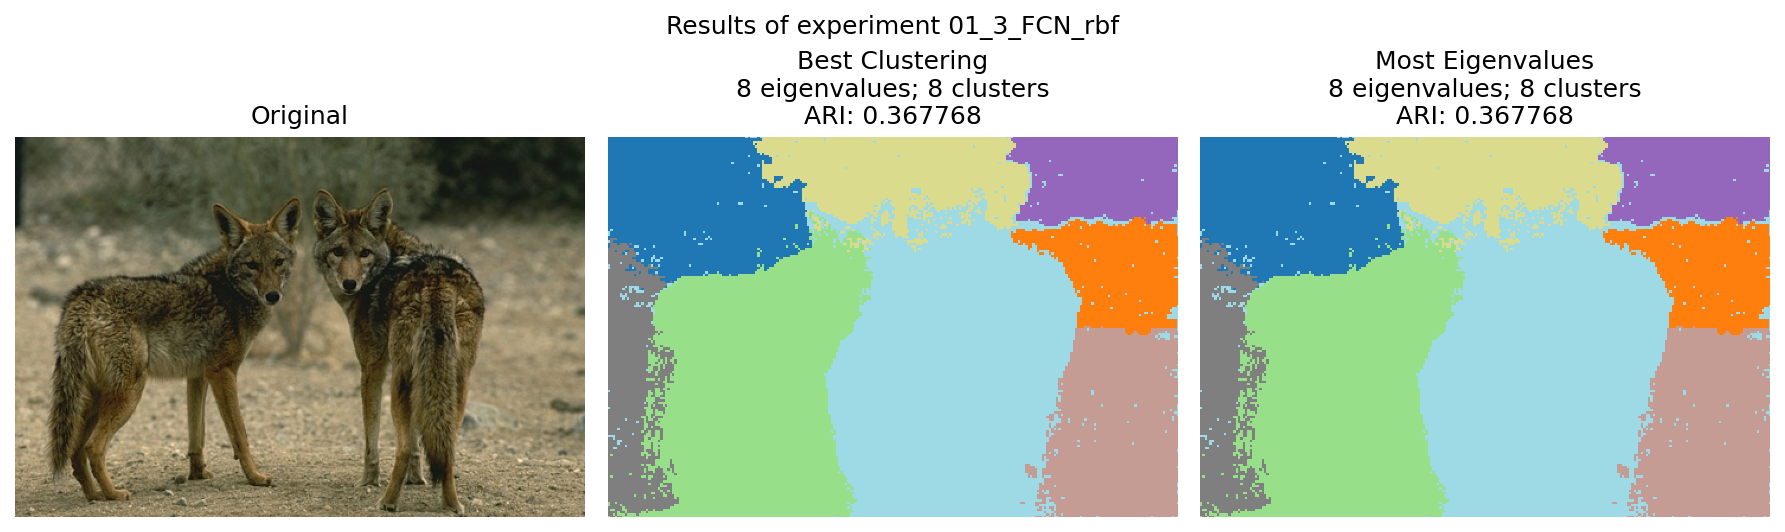 Results of experiment 01_3_FCN_rbf
Original
Best Clustering
8 eigenvalues; 8 clusters
ARI: 0.367768
Most Eigenvalues
8 eigenvalues; 8 clusters
ARI: 0.367768